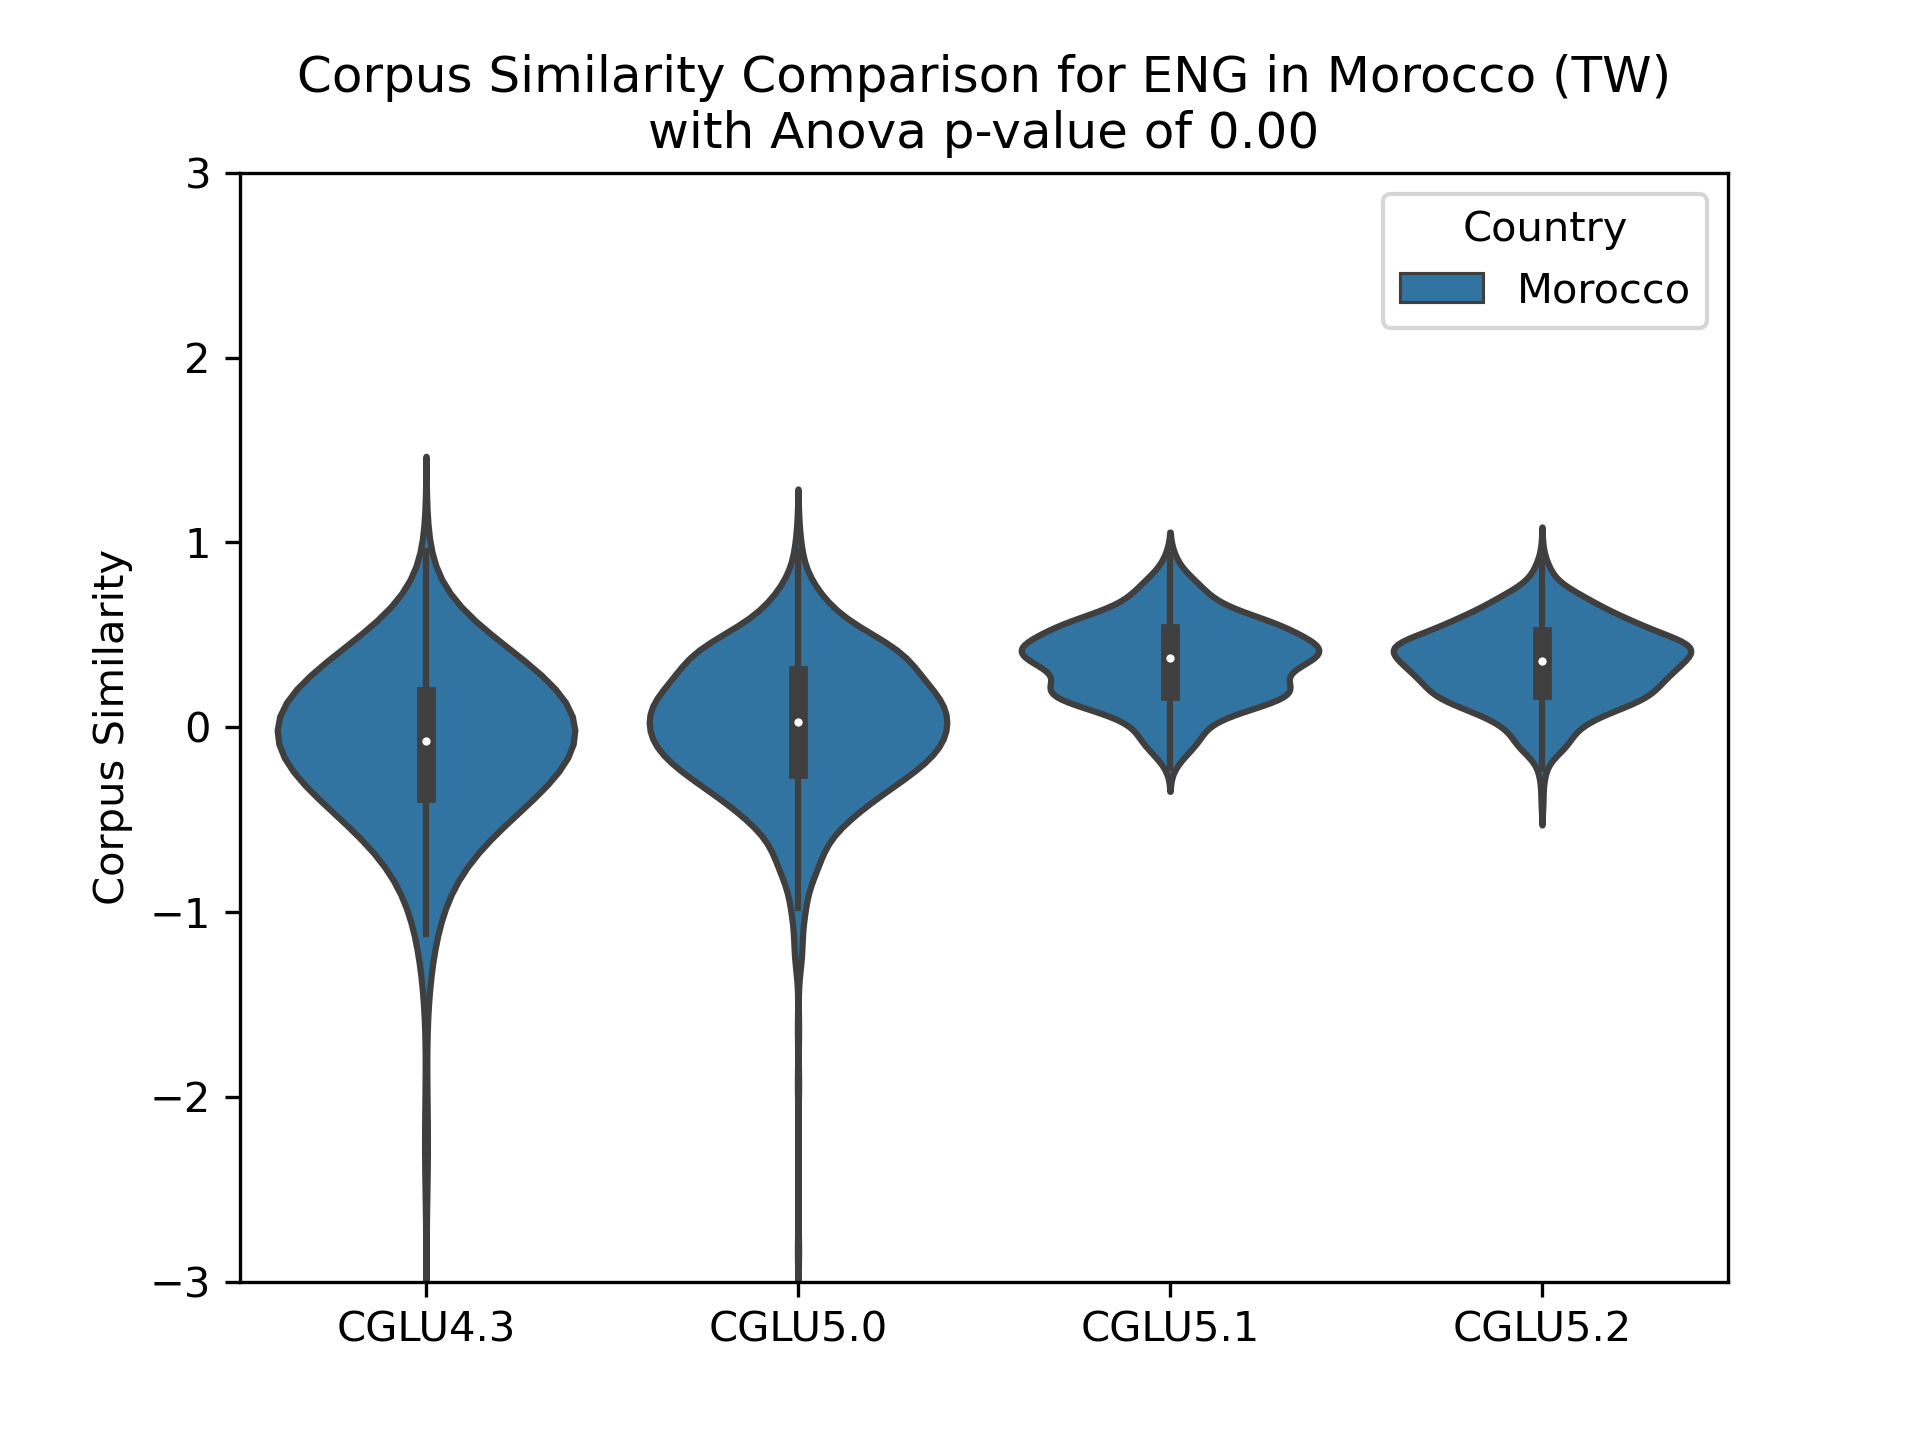 Corpus Similarity Comparison for ENG in Morocco (TW)
with Anova p-value of 0.00
Country
Morocco
Corpus Similarity
3
2
1
0
−1
−2
−3
CGLU4.3
CGLU5.0
CGLU5.1
CGLU5.2